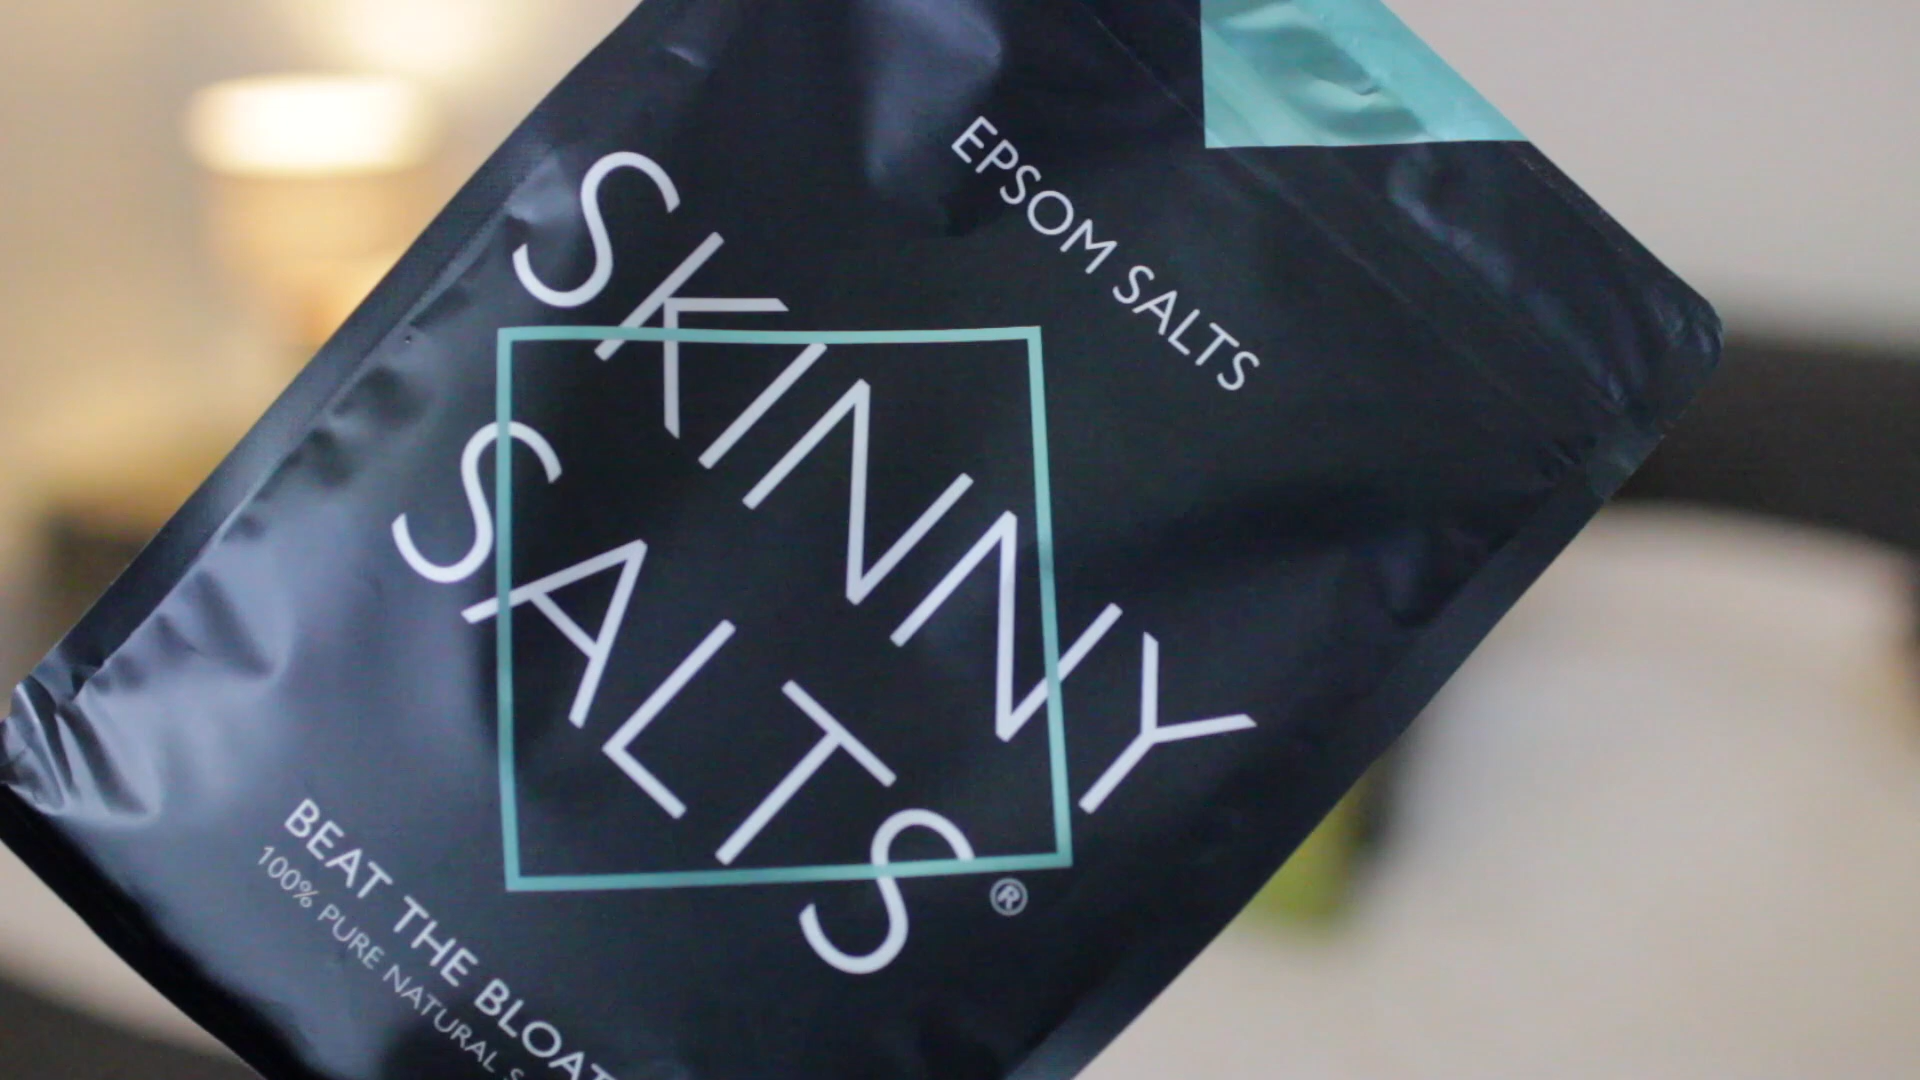 EPSOM SALTS
SKINNY
SALTS®
BEAT THE BLOAT
100% PURE NATURAL